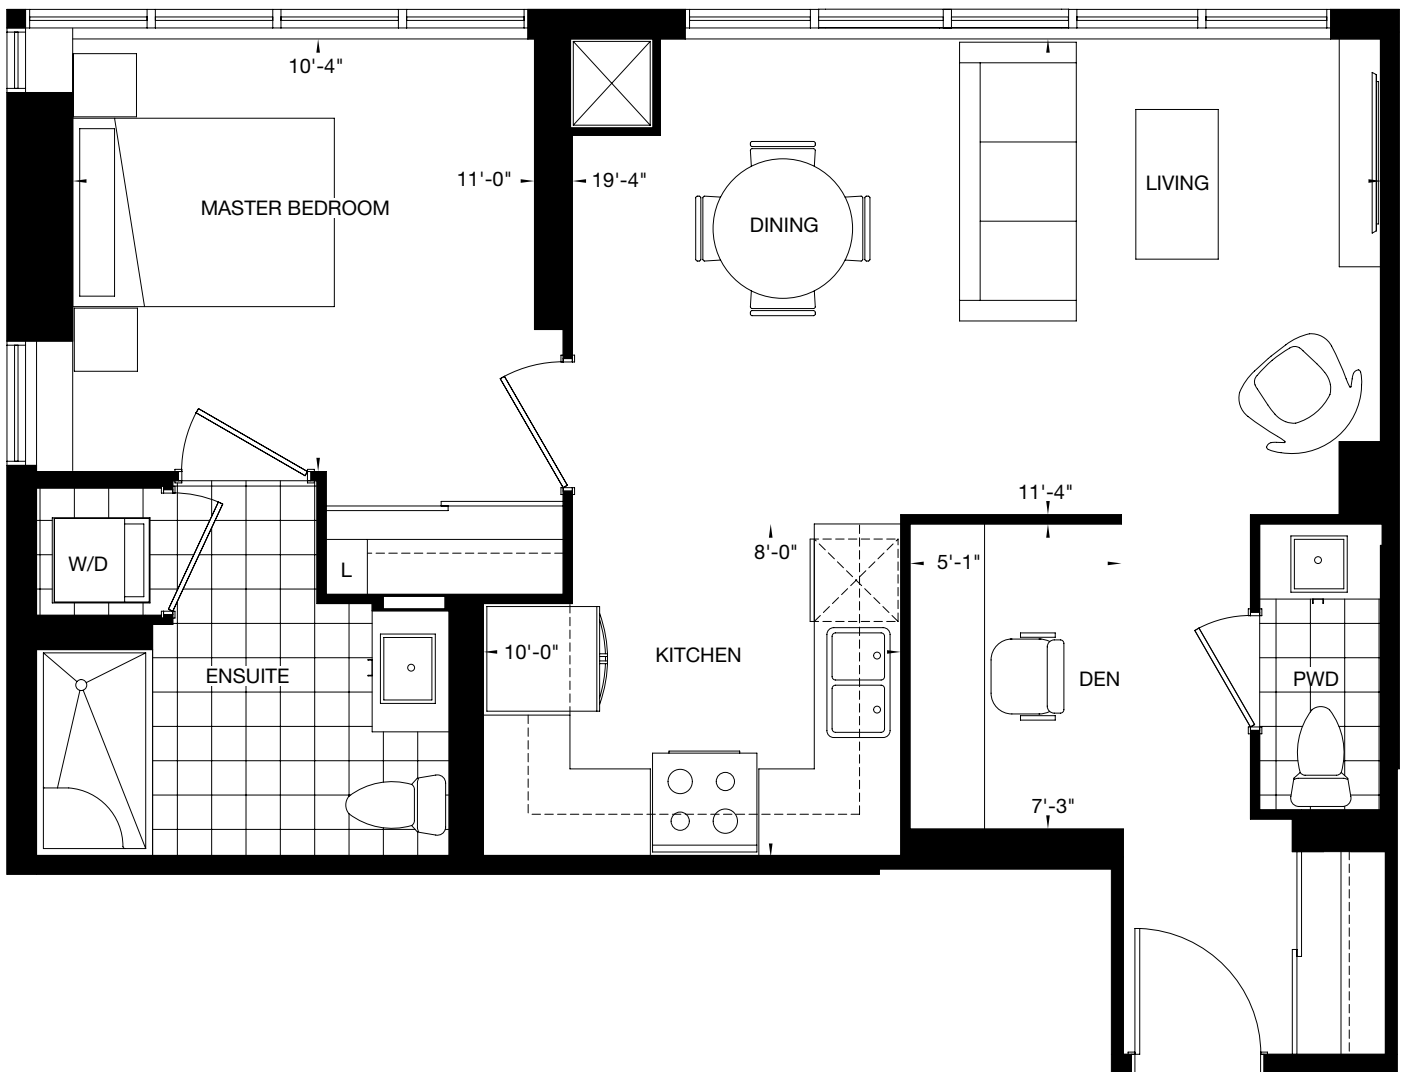 10'-4"
11'-0"
19'-4"
MASTER BEDROOM
DINING
LIVING
11'-4"
8'-0"
5'-1"
W/D
L
10'-0"
KITCHEN
ENSUITE
DEN
PWD
7'-3"